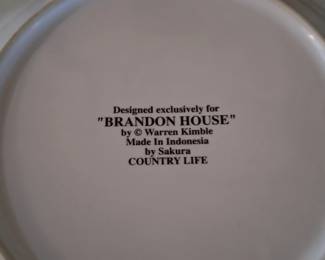 Designed exclusively for
"BRANDON HOUSE"
by © Warren Kimble
Made In Indonesia
by Sakura
COUNTRY LIFE